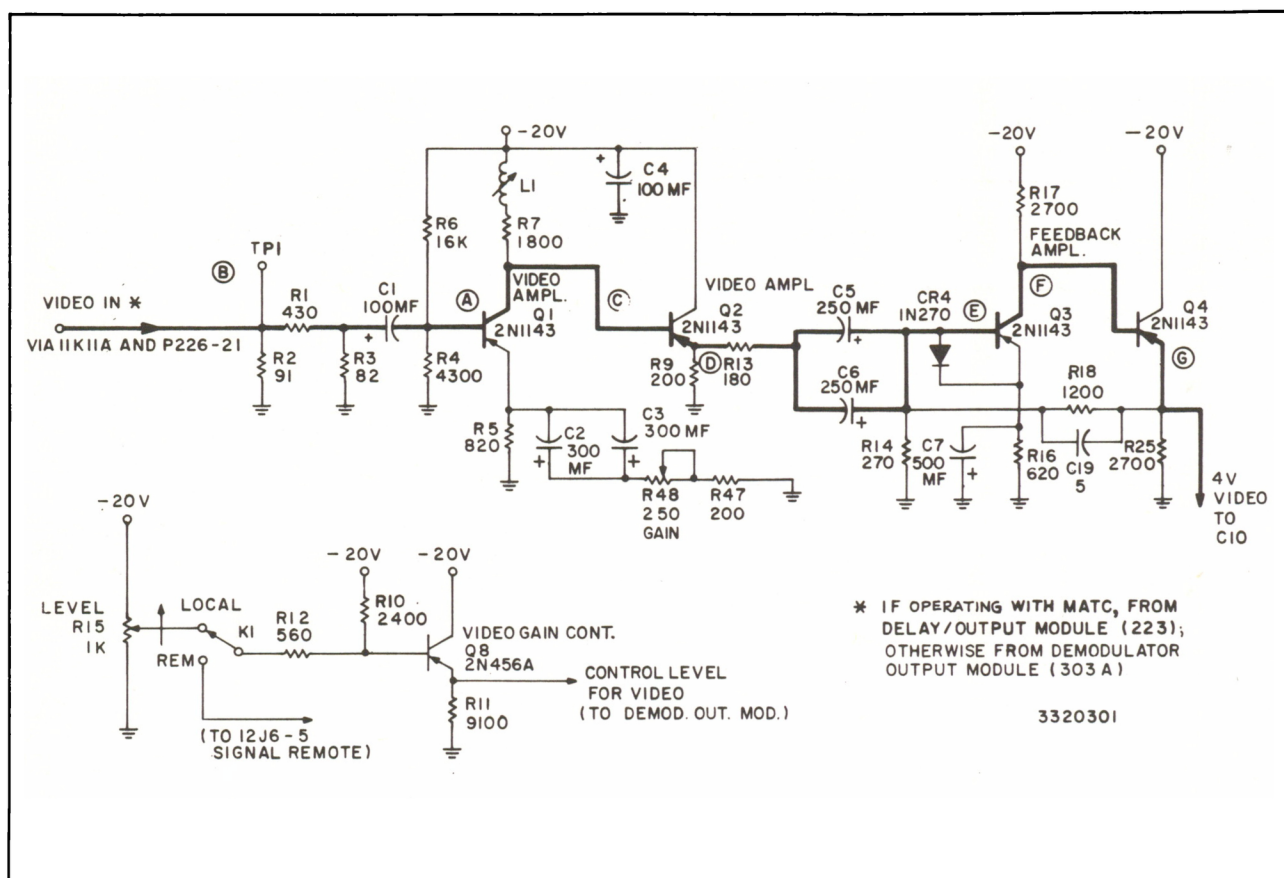 -20V
-20V
-20V
+
C4
100 MF
L1
R6
16K
R7
1800
R17
2700
FEEDBACK
AMPL.
B
TP1
VIDEO IN *
R1
430
C1
100MF
+
A
VIDEO
AMPL.
Q1
2N1143
C
VIDEO AMPL
Q2
2N1143
C5
250 MF
+
CR4
1N270
E
F
Q3
2N1143
Q4
2N1143
G
VIA 11K11A AND P226-21
R2
91
R3
82
R4
4300
R9
200
D
R13
180
C6
250MF
+
R18
1200
R5
820
C2
300
MF
+
C3
300 MF
+
R14
270
C7
500
MF
+
R16
620
C19
5
R25
2700
R48
250
GAIN
R47
200
4V
VIDEO
TO
C10
-20V
-20V
-20V
LEVEL
R15
1K
LOCAL
K1
REM
R12
560
R10
2400
VIDEO GAIN CONT.
Q8
2N456A
R11
9100
CONTROL LEVEL
FOR VIDEO
(TO DEMOD. OUT. MOD.)
(TO 12J6-5
SIGNAL REMOTE)
* IF OPERATING WITH MATC, FROM
DELAY/OUTPUT MODULE (223);
OTHERWISE FROM DEMODULATOR
OUTPUT MODULE (303A)
3320301